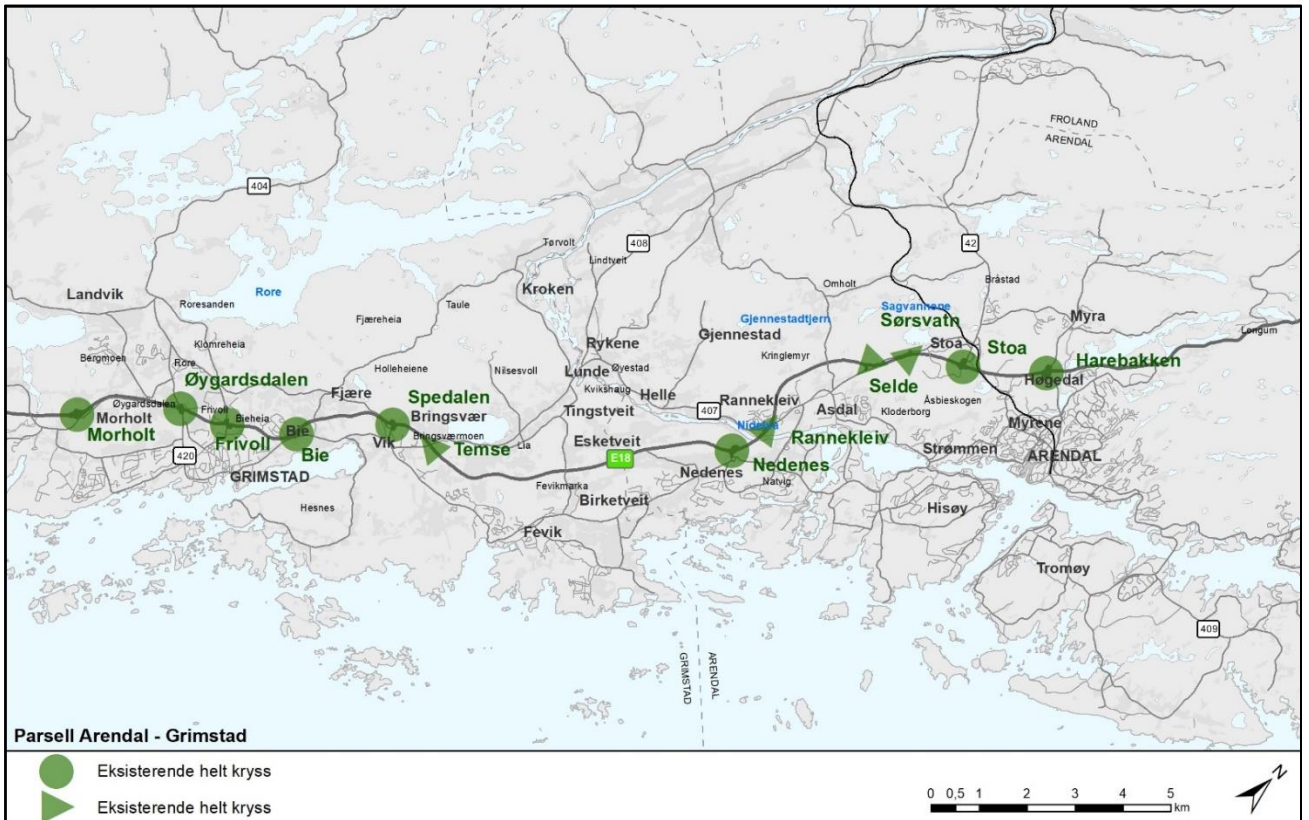 FROLAND
ARENDAL
404
408
42
Tørvolt
Lindtveit
Bråstad
Omholt
Kroken
Landvik
Rore
Roresanden
Taule
Fjæreheia
Gjennestadtjern
Sagvannene
Sørsvatn
Myra
Gjennestad
Longum
Klomreheia
Rykene
Stoa
Stoa
Bergmoen
Rore
Holleheiene
Nilsesvoll
Lunde
Øyestad
Kringlemyr
Harebakken
Øygardsdalen
Kvikshaug
Helle
Selde
Høgedal
Fjære
Spedalen
Rannekleiv
Åsbieskogen
Øygardsdalen
Frivoll
Tingstveit
407
Asdal
Kloderborg
Morholt
Bieheia
Bringsvær
Nidelva
Myrene
Morholt
Frivoll
Bie
Vik
Bringsværmoen
Lia
Esketveit
Rannekleiv
Strømmen
ARENDAL
420
Bie
Temse
E18
Nedenes
Nedenes
GRIMSTAD
Fevikmarka
Natvig
Birketveit
Hesnes
Hisøy
Fevik
Tromøy
409
GRIMSTAD
ARENDAL
Parsell Arendal - Grimstad
Eksisterende helt kryss
Eksisterende helt kryss
0 0,5 1 2 3 4 5
km
N